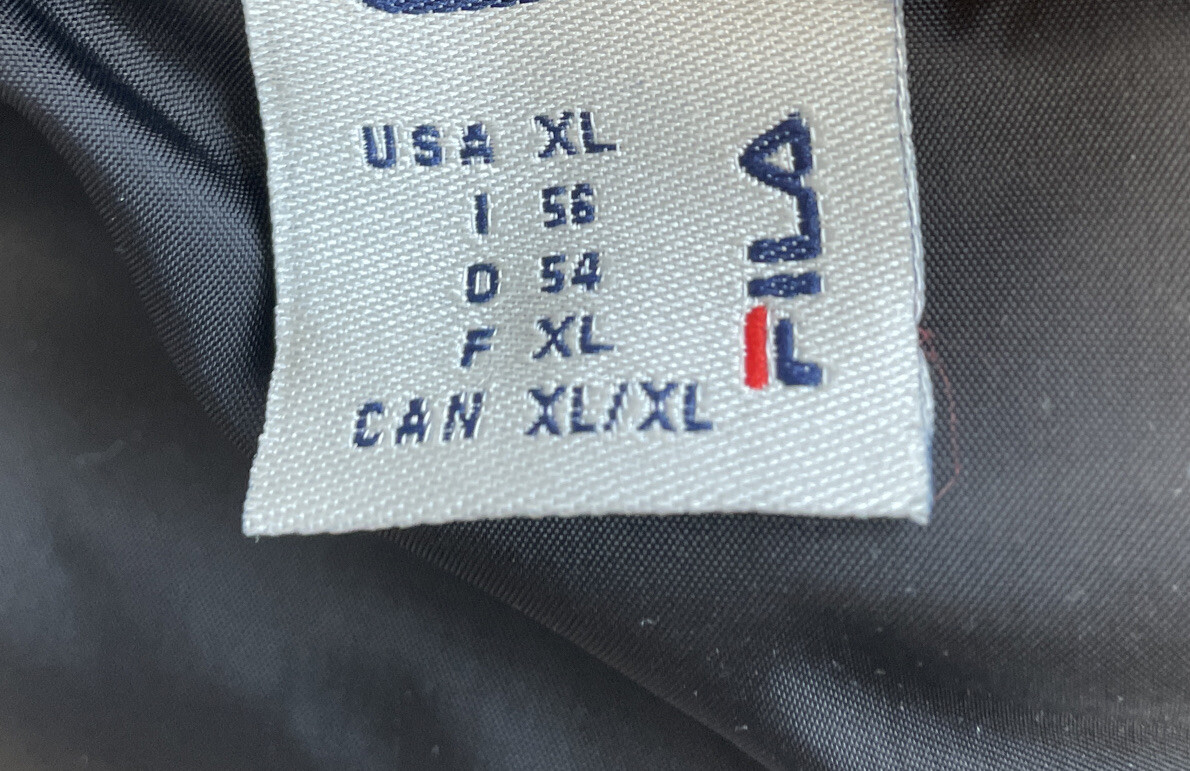 USA XL
I 56
D 54
F XL
CAN XL/XL
FILA